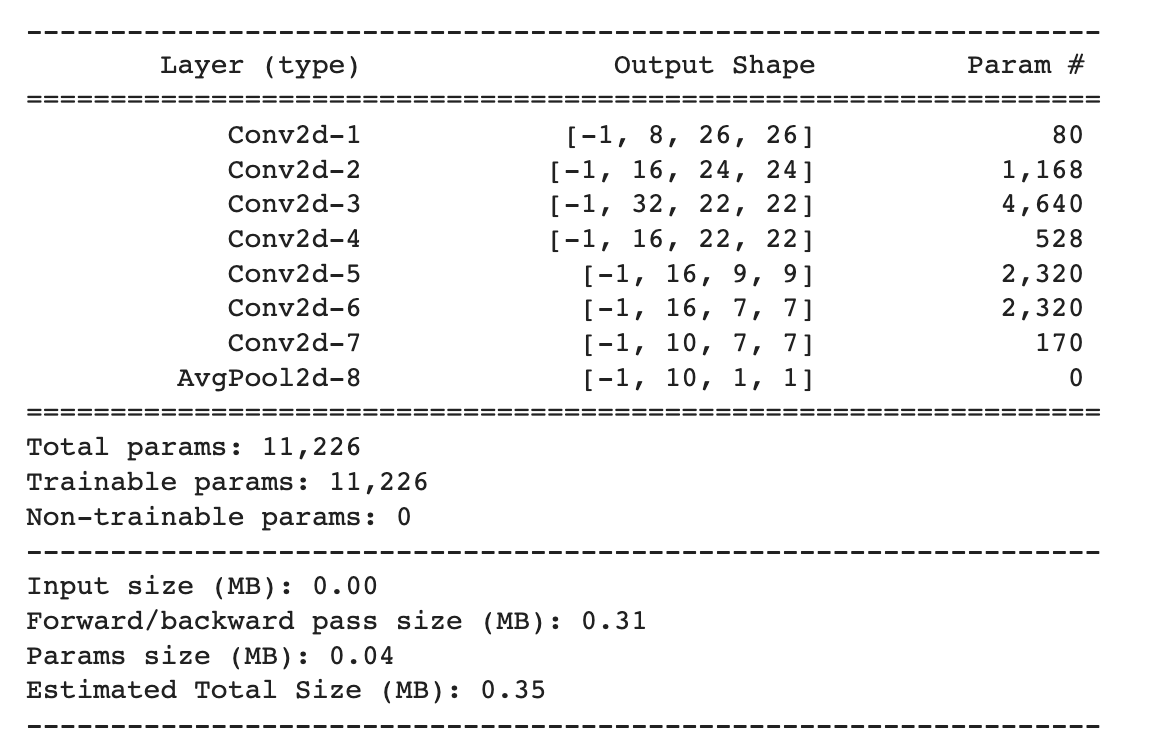 ----------------------------------------------------------------
        Layer (type)               Output Shape         Param #
================================================================
            Conv2d-1            [-1, 8, 26, 26]              80
            Conv2d-2           [-1, 16, 24, 24]           1,168
            Conv2d-3           [-1, 32, 22, 22]           4,640
            Conv2d-4           [-1, 16, 22, 22]             528
            Conv2d-5             [-1, 16, 9, 9]           2,320
            Conv2d-6             [-1, 16, 7, 7]           2,320
            Conv2d-7             [-1, 10, 7, 7]             170
         AvgPool2d-8             [-1, 10, 1, 1]               0
================================================================
Total params: 11,226
Trainable params: 11,226
Non-trainable params: 0
----------------------------------------------------------------
Input size (MB): 0.00
Forward/backward pass size (MB): 0.31
Params size (MB): 0.04
Estimated Total Size (MB): 0.35
----------------------------------------------------------------